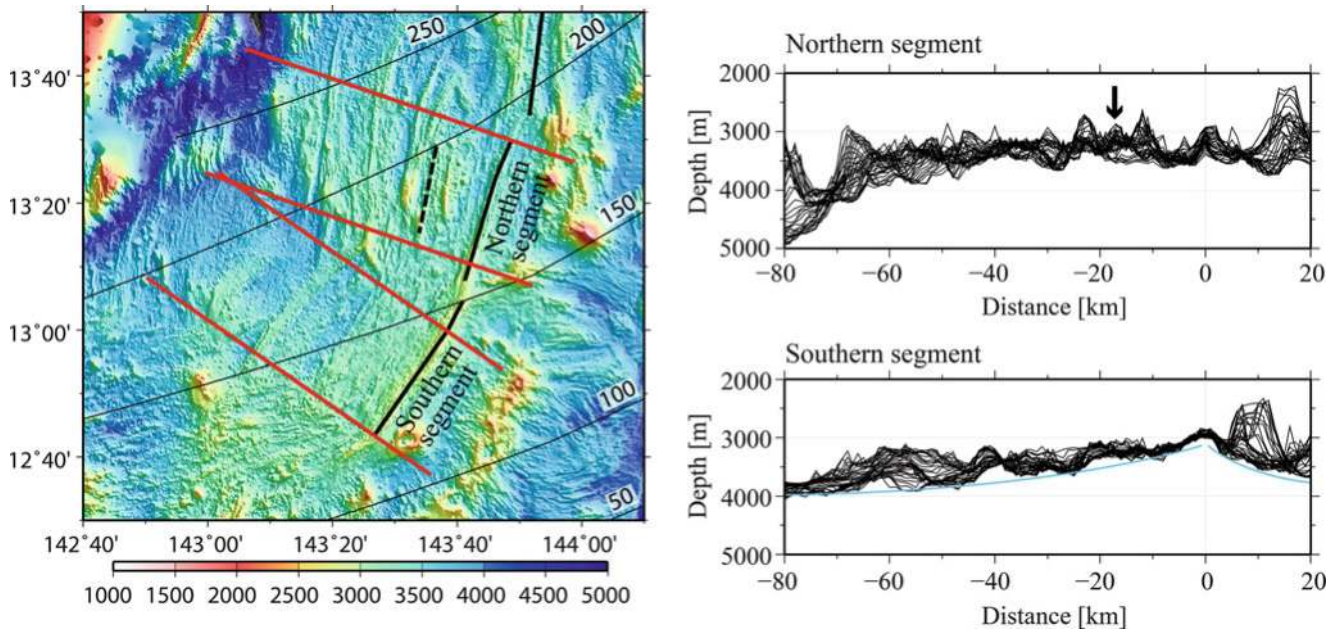 250
200
13°40'
Northern
segment
13°20'
150
13°00'
Southern
segment
100
12°40'
50
142°40' 143°00' 143°20' 143°40' 144°00'
1000 1500 2000 2500 3000 3500 4000 4500 5000
Northern segment
2000
3000
4000
5000
Depth [m]
−80 −60 −40 −20 0 20
Distance [km]
Southern segment
2000
3000
4000
5000
Depth [m]
−80 −60 −40 −20 0 20
Distance [km]